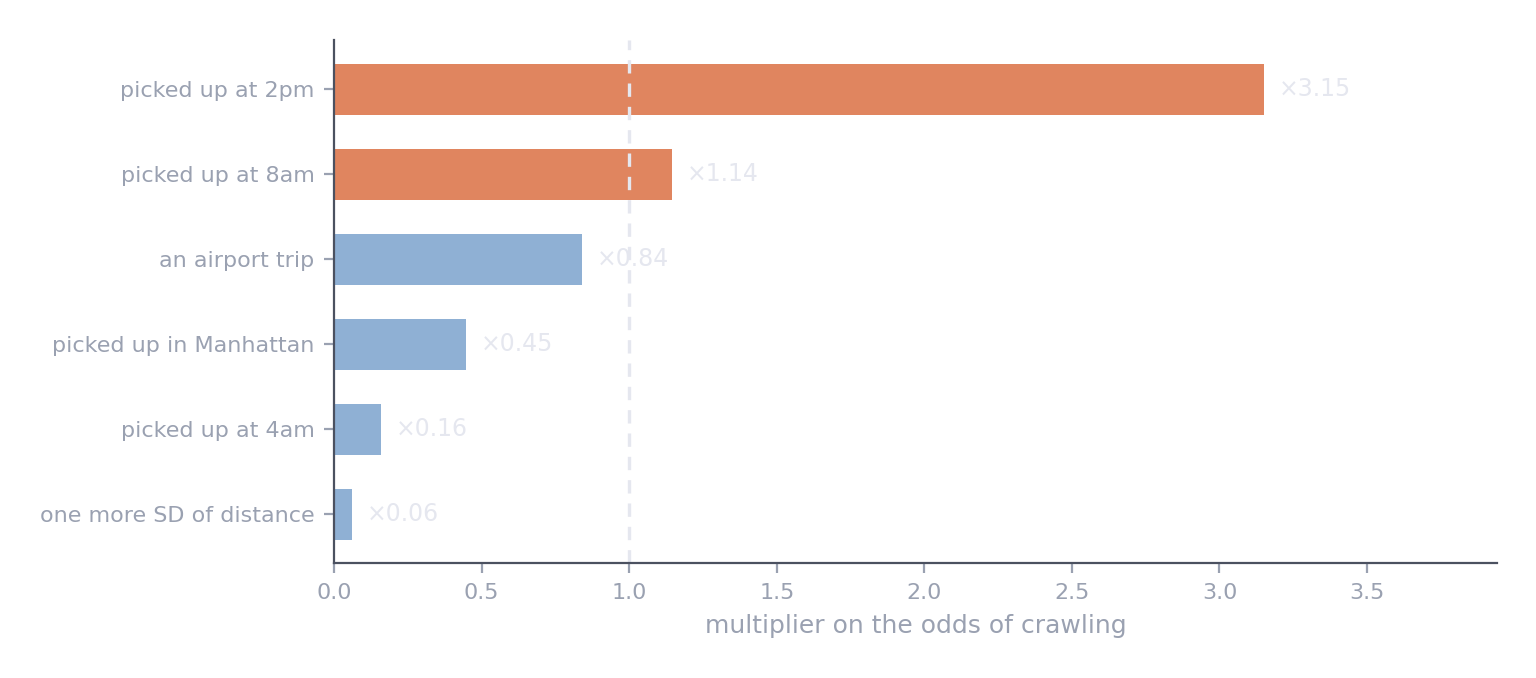 picked up at 2pm ×3.15
picked up at 8am ×1.14
an airport trip ×0.84
picked up in Manhattan ×0.45
picked up at 4am ×0.16
one more SD of distance ×0.06
0.0 0.5 1.0 1.5 2.0 2.5 3.0 3.5
multiplier on the odds of crawling